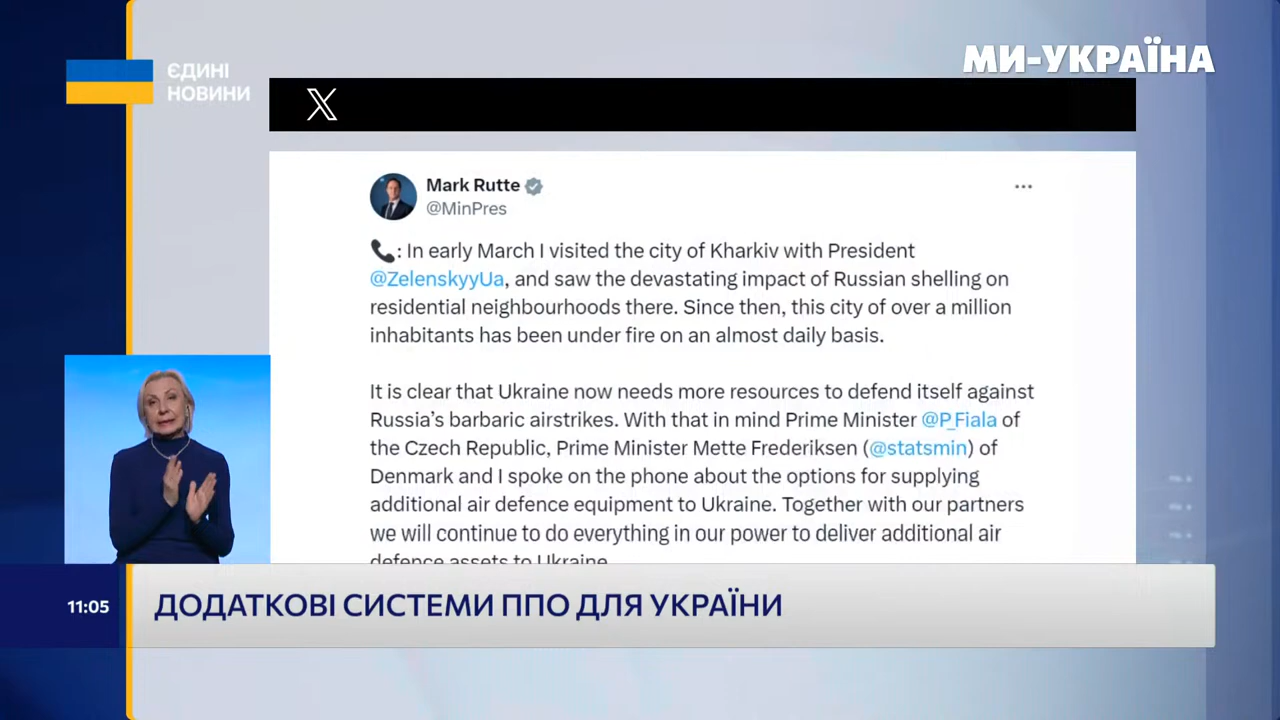 ЄДИНІ
НОВИНИ
МИ-УКРАЇНА
Mark Rutte
@MinPres
: In early March I visited the city of Kharkiv with President
@ZelenskyyUa, and saw the devastating impact of Russian shelling on
residential neighbourhoods there. Since then, this city of over a million
inhabitants has been under fire on an almost daily basis.
It is clear that Ukraine now needs more resources to defend itself against
Russia’s barbaric airstrikes. With that in mind Prime Minister @P_Fiala of
the Czech Republic, Prime Minister Mette Frederiksen (@statsmin) of
Denmark and I spoke on the phone about the options for supplying
additional air defence equipment to Ukraine. Together with our partners
we will continue to do everything in our power to deliver additional air
defence assets to Ukraine.
11:05
ДОДАТКОВІ СИСТЕМИ ППО ДЛЯ УКРАЇНИ